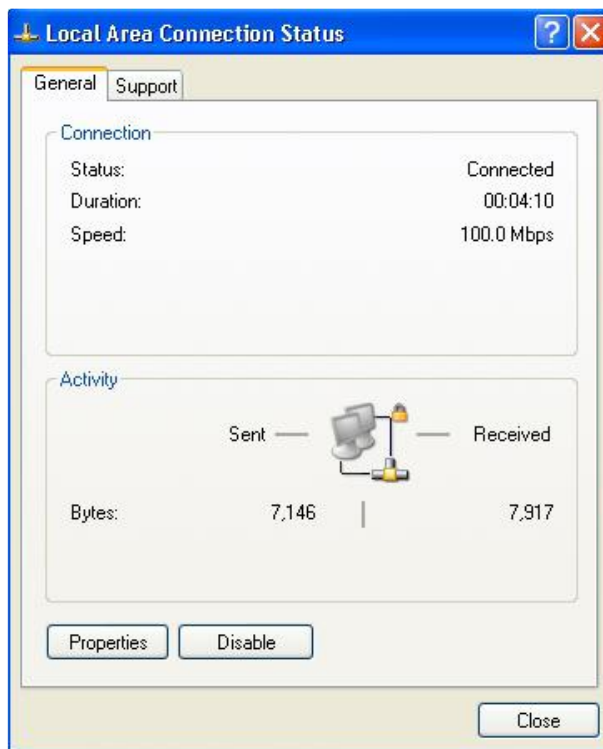 Local Area Connection Status
?
General Support
Connection
Status: Connected
Duration: 00:04:10
Speed: 100.0 Mbps
Activity
Sent Received
Bytes: 7,146 7,917
Properties Disable
Close